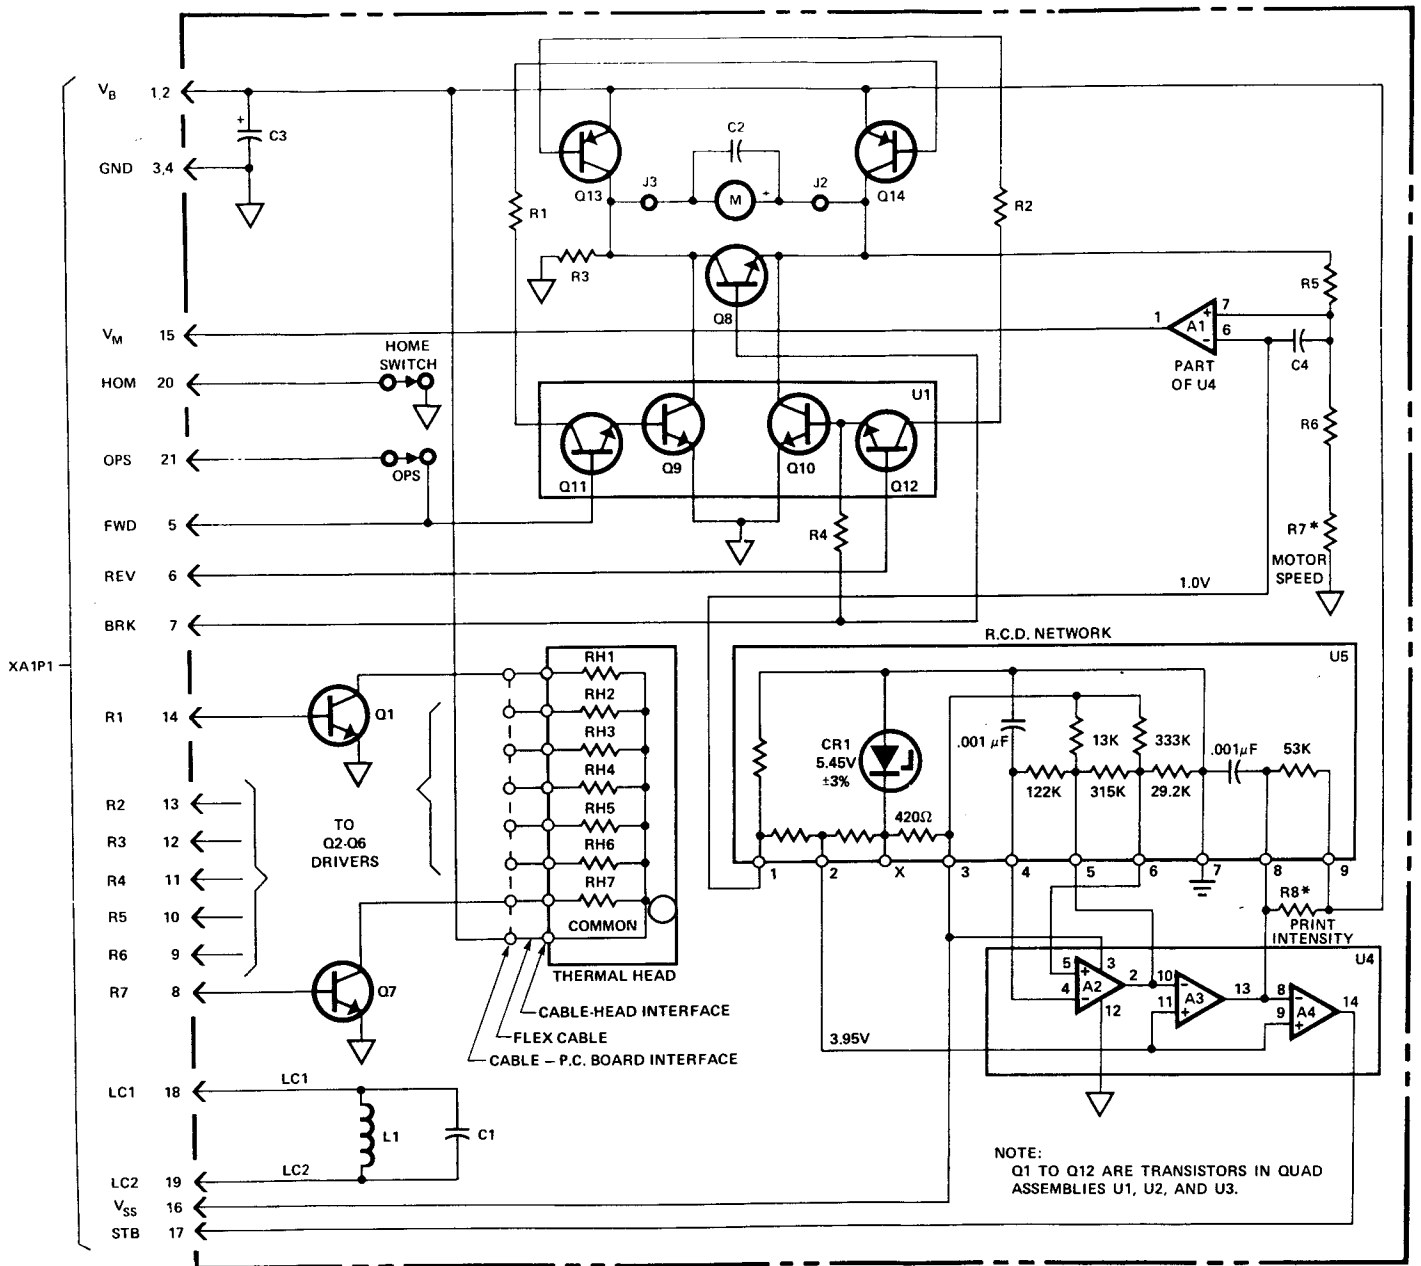 C2
V_B 1,2
+
C3
GND 3,4
Q13
J3
M
+
J2
Q14
R1
R2
R3
Q8
R5
V_M 15
1
A1
+ 7
- 6
C4
PART
OF U4
HOME
SWITCH
HOM 20
U1
R6
OPS 21
OPS
Q11
Q9
Q10
Q12
FWD 5
R4
R7*
MOTOR
SPEED
REV 6
1.0V
BRK 7
R.C.D. NETWORK
XA1P1
U5
RH1
RH2
RH3
RH4
RH5
RH6
RH7
COMMON
THERMAL HEAD
R1 14
Q1
R2 13
R3 12
R4 11
R5 10
R6 9
TO
Q2-Q6
DRIVERS
R7 8
Q7
.001 µF
13K
333K
.001µF
53K
CR1
5.45V
±3%
122K
315K
29.2K
420Ω
1 2 X 3 4 5 6 7 8 9
R8*
PRINT
INTENSITY
U4
5 + 3
A2 2
4 - 12
10 -
A3 13
11 +
8 -
A4 14
9 +
3.95V
CABLE-HEAD INTERFACE
FLEX CABLE
CABLE – P.C. BOARD INTERFACE
LC1 18
LC1
L1
C1
LC2
LC2 19
V_SS 16
STB 17
NOTE:
Q1 TO Q12 ARE TRANSISTORS IN QUAD
ASSEMBLIES U1, U2, AND U3.